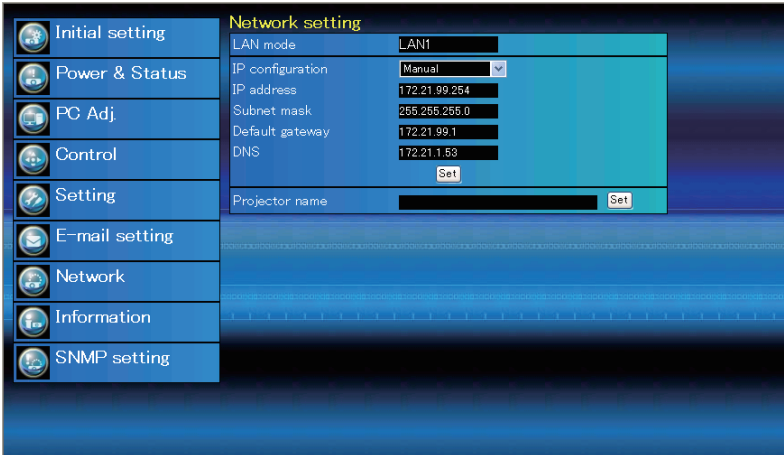 Initial setting
Power & Status
PC Adj.
Control
Setting
E-mail setting
Network
Information
SNMP setting
Network setting
LAN mode LAN1
IP configuration Manual
IP address 172.21.99.254
Subnet mask 255.255.255.0
Default gateway 172.21.99.1
DNS 172.21.1.53
Set
Projector name Set